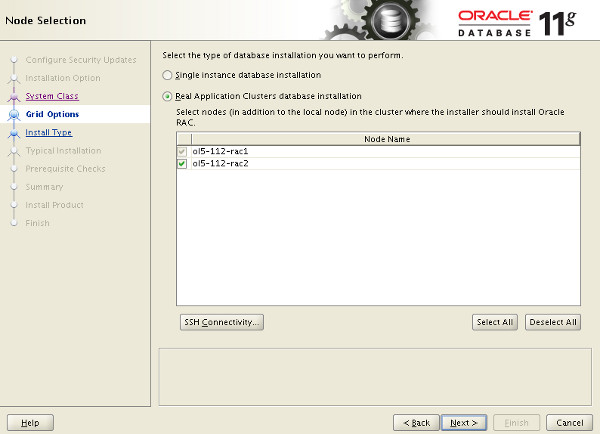 Node Selection
ORACLE
DATABASE 11g
Configure Security Updates
Installation Option
System Class
Grid Options
Install Type
Typical Installation
Prerequisite Checks
Summary
Install Product
Finish
Select the type of database installation you want to perform.
Single instance database installation
Real Application Clusters database installation
Select nodes (in addition to the local node) in the cluster where the installer should install Oracle
RAC.
Node Name
ol5-112-rac1
ol5-112-rac2
SSH Connectivity...
Select All
Deselect All
Help
< Back
Next >
Finish
Cancel